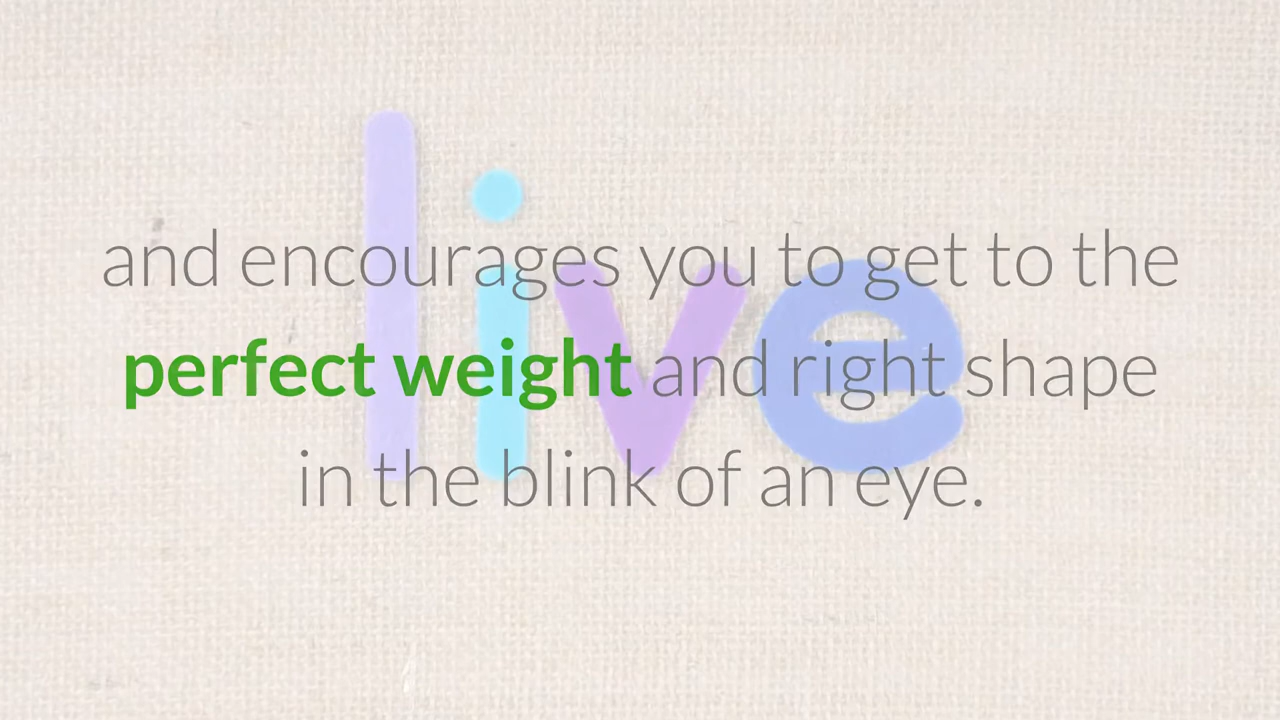 live
and encourages you to get to the
perfect weight and right shape
in the blink of an eye.